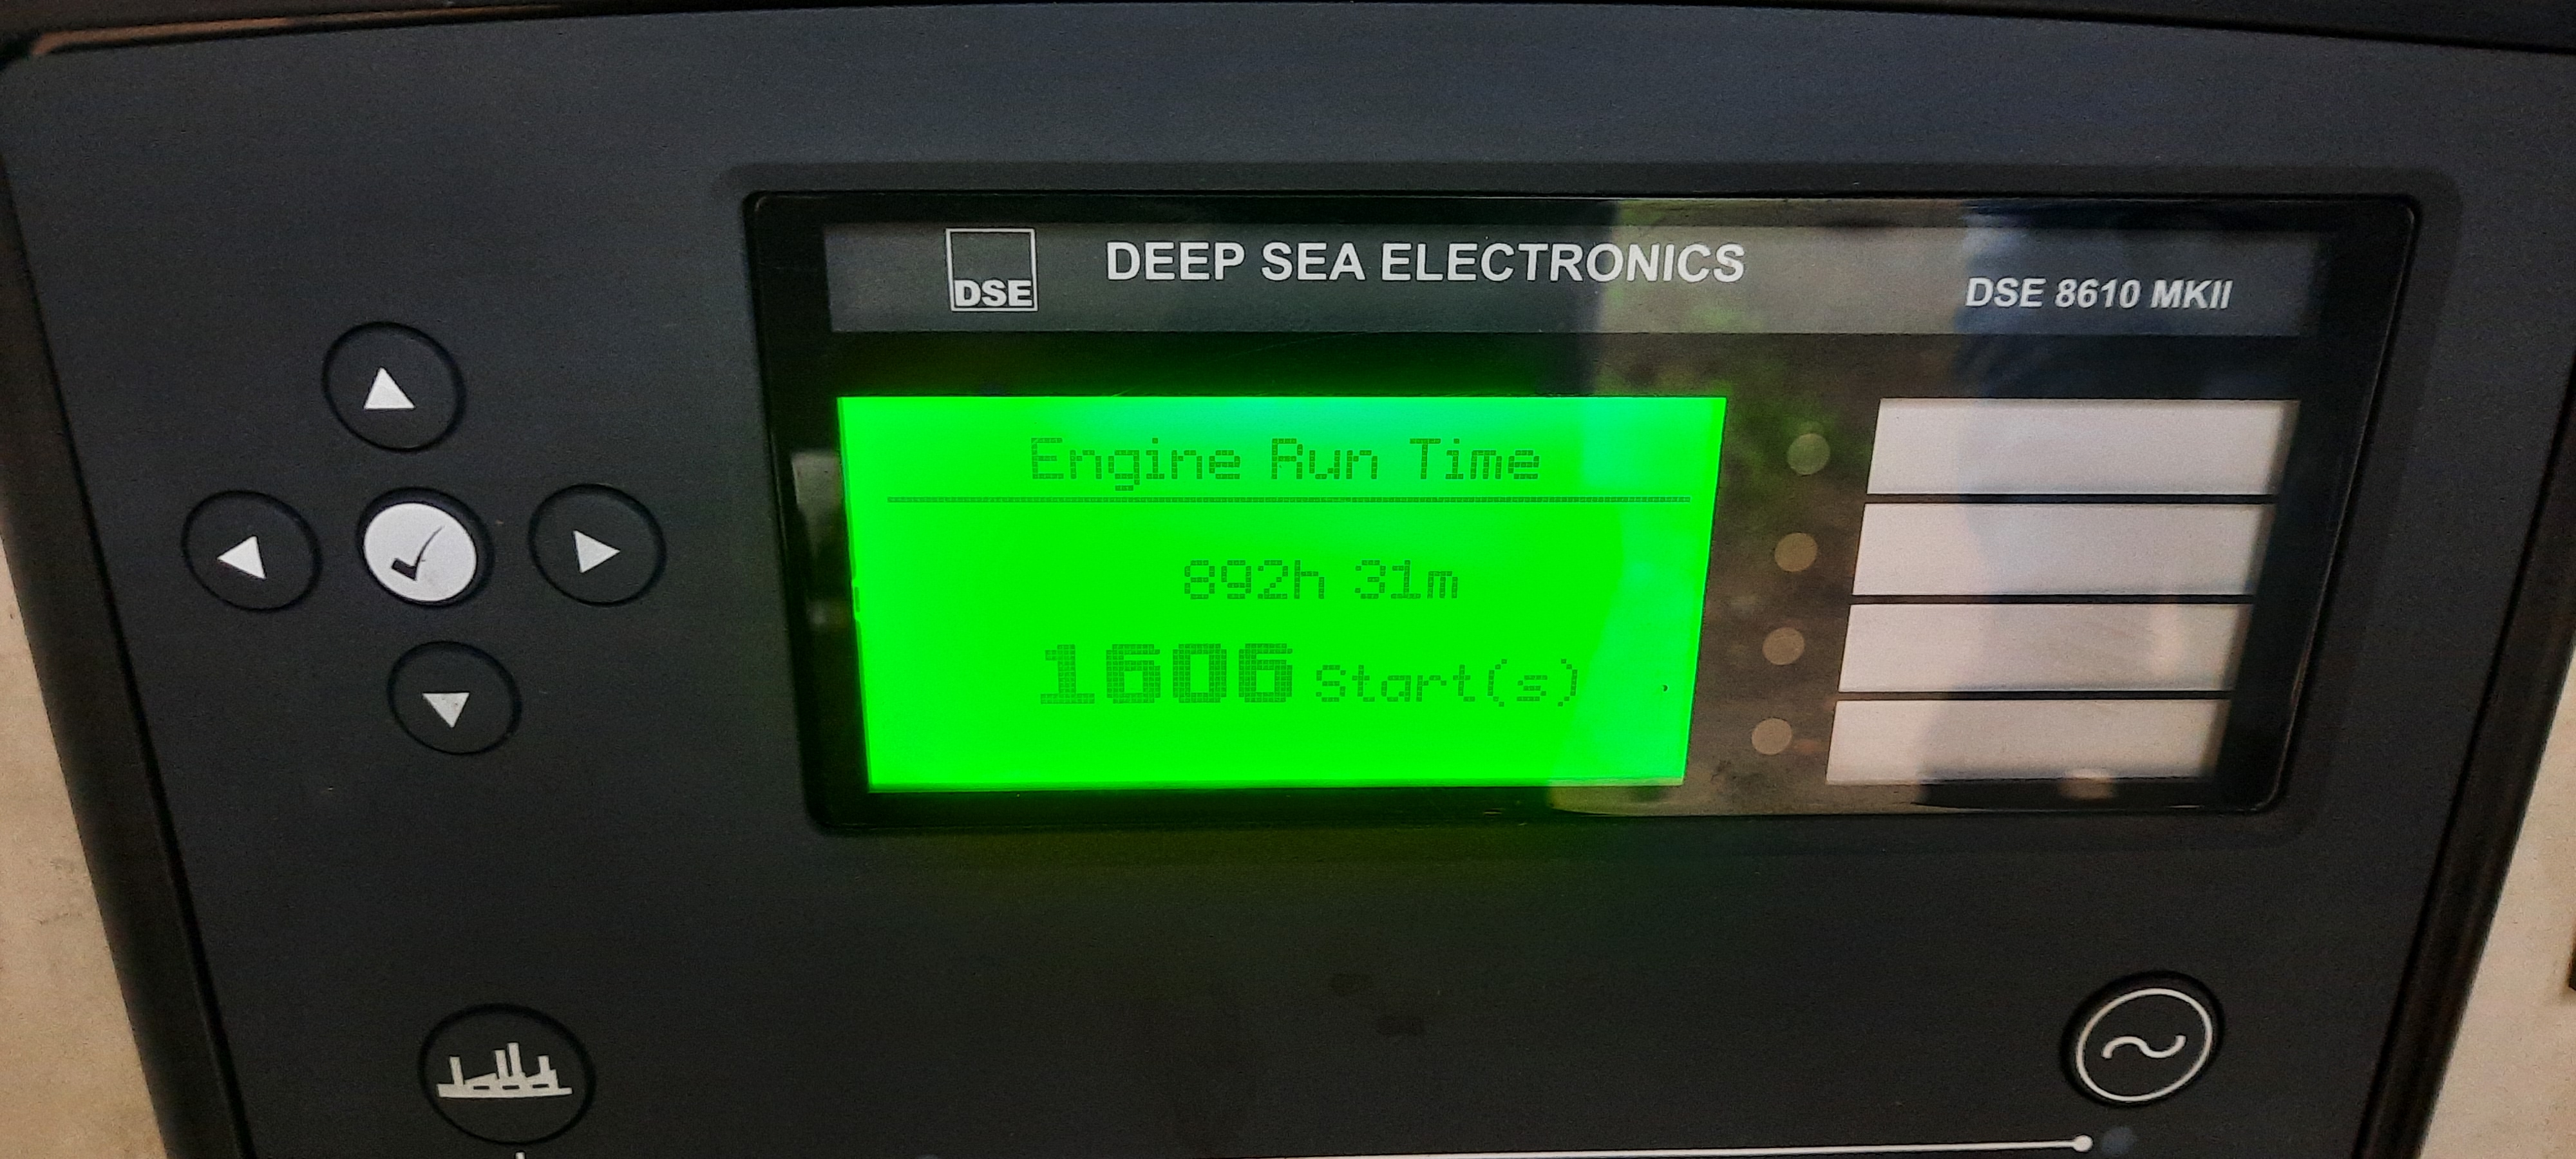 DSE
DEEP SEA ELECTRONICS
DSE 8610 MKII
Engine Run Time
892h 31m
1606 Start(s)